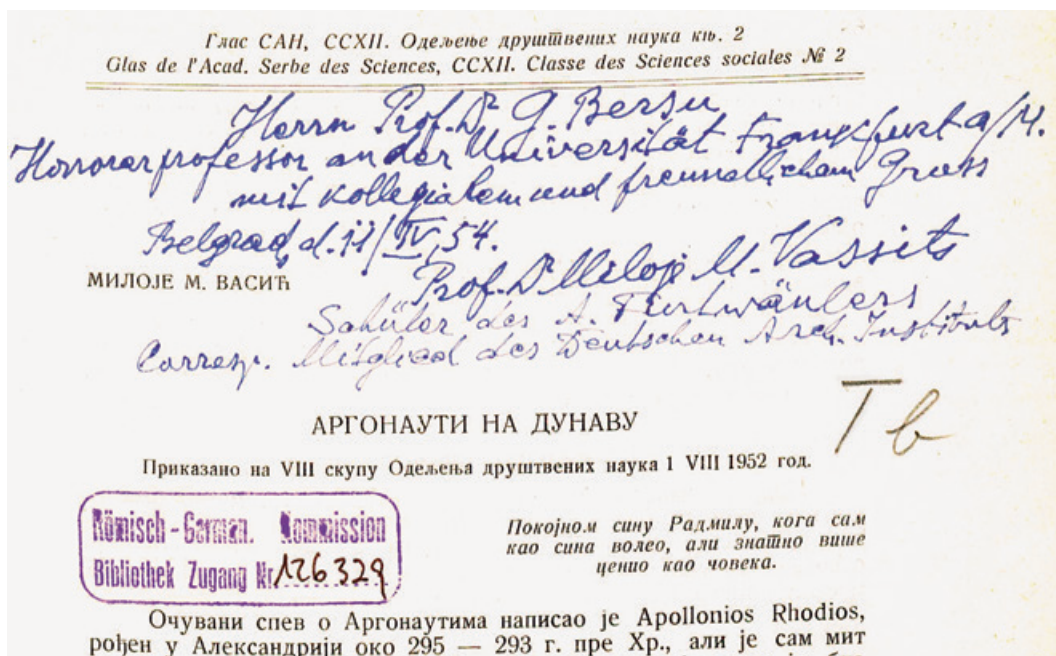 Глас САН, CCXII. Одељење друштвених наука књ. 2
Glas de l'Acad. Serbe des Sciences, CCXII. Classe des Sciences sociales № 2
Herrn Prof. Dr G. Bersu
Honorarprofessor an der Universität Frankfurt a/M.
mit kollegialem und freundlichem Gruss
Belgrad, d. 11/IV, 54.
Prof. Dr Miloje M. Vassits
МИЛОЈЕ М. ВАСИЋ
Schüler des A. Furtwänlers
Corresp. Mitglied des Deutschen Arch. Instituts
АРГОНАУТИ НА ДУНАВУ
T b
Приказано на VIII скупу Одељења друштвених наука 1 VIII 1952 год.
Römisch-German. Kommission
Bibliothek Zugang Nr. 126329
Покојном сину Радмилу, кога сам
као сина волео, али знатно више
ценио као човека.
Очувани спев о Аргонаутима написао је Apollonios Rhodios,
рођен у Александрији око 295 — 293 г. пре Хр., али је сам мит